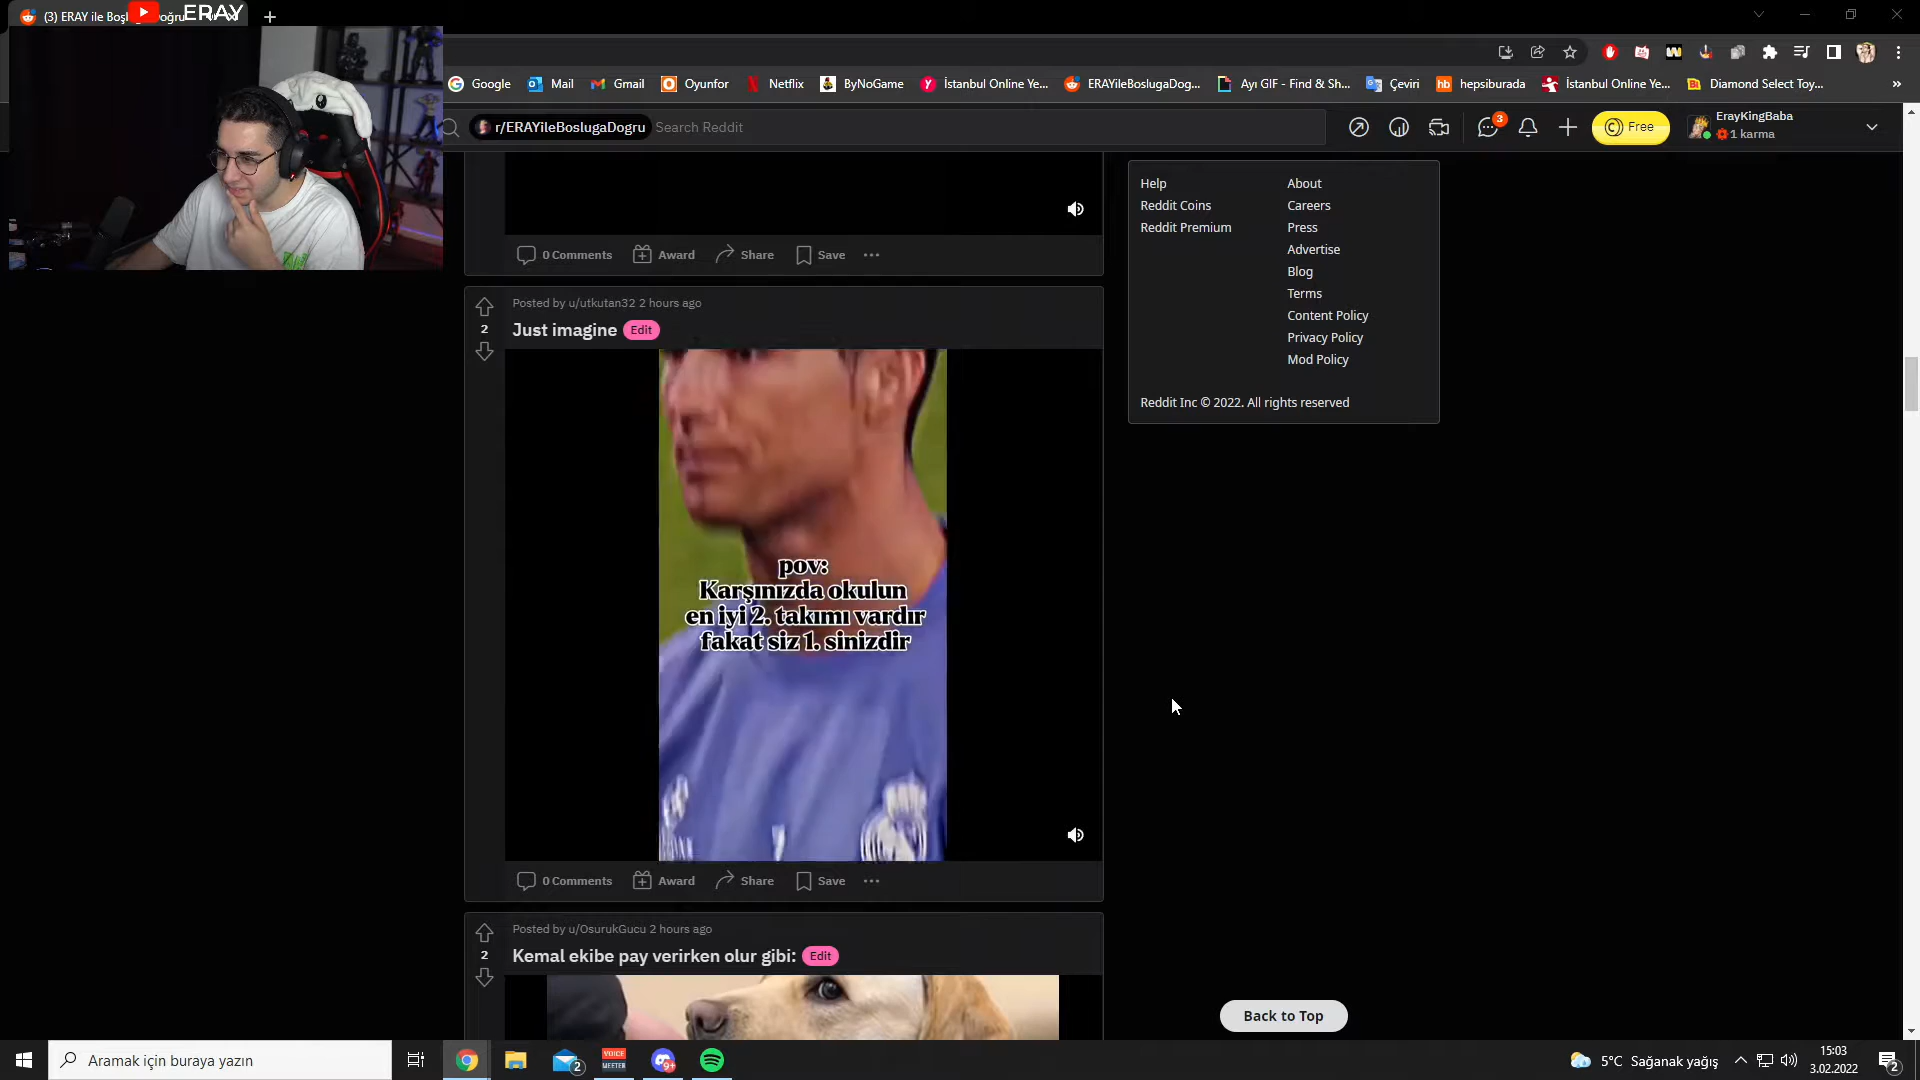 (3) ERAY ile Boşl
ERAY
Google
Mail
Gmail
Oyunfor
Netflix
ByNoGame
İstanbul Online Ye...
ERAYileBoslugaDog...
Ayı GIF - Find & Sh...
Çeviri
hepsiburada
İstanbul Online Ye...
Diamond Select Toy...
»
r/ERAYileBoslugaDogru
Search Reddit
3
Free
ErayKingBaba
1 karma
Help
About
Reddit Coins
Careers
Reddit Premium
Press
Advertise
Blog
Terms
Content Policy
Privacy Policy
Mod Policy
Reddit Inc © 2022. All rights reserved
0 Comments
Award
Share
Save
Posted by u/utkutan32 2 hours ago
2
Just imagine
Edit
pov:
Karşınızda okulun
en iyi 2. takımı vardır
fakat siz 1. sinizdir
0 Comments
Award
Share
Save
Posted by u/OsurukGucu 2 hours ago
2
Kemal ekibe pay verirken olur gibi:
Edit
Back to Top
Aramak için buraya yazın
2
VOICE
MEETER
9+
5°C Sağanak yağış
15:03
3.02.2022
2